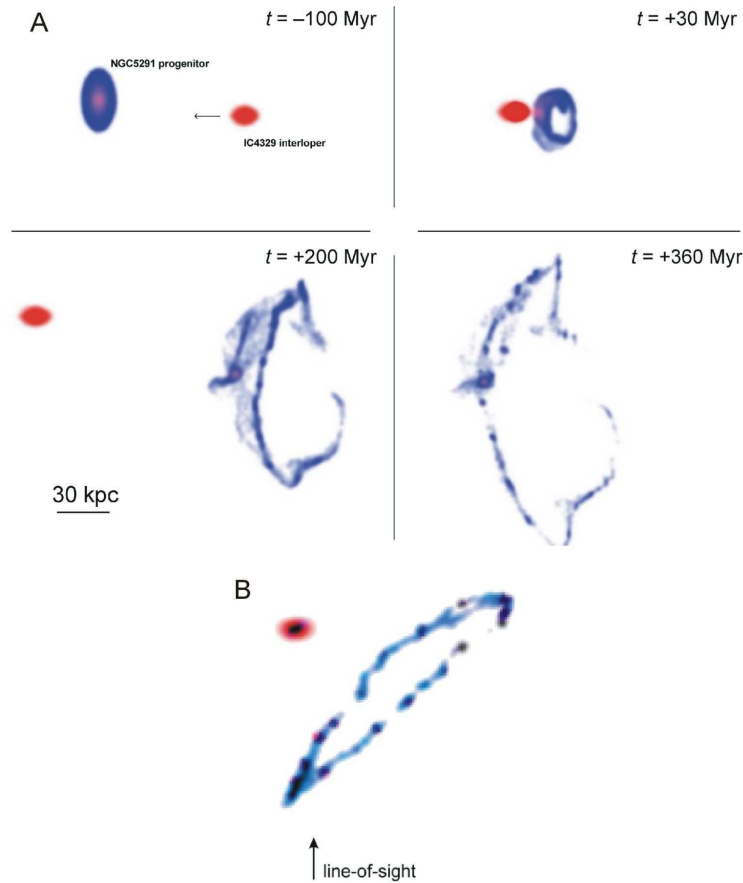 A
t = –100 Myr
NGC5291 progenitor
IC4329 interloper
t = +30 Myr
t = +200 Myr
30 kpc
t = +360 Myr
B
line-of-sight